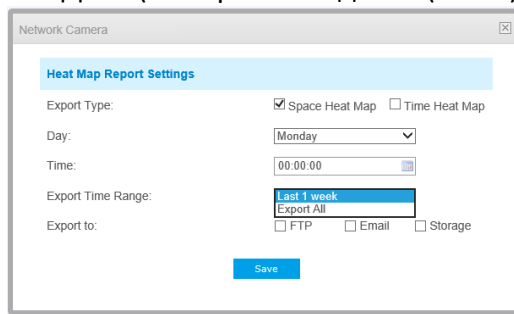 Network Camera
Heat Map Report Settings
Export Type: Space Heat Map Time Heat Map
Day: Monday
Time: 00:00:00
Export Time Range: Last 1 week
Export All
Export to: FTP Email Storage
Save